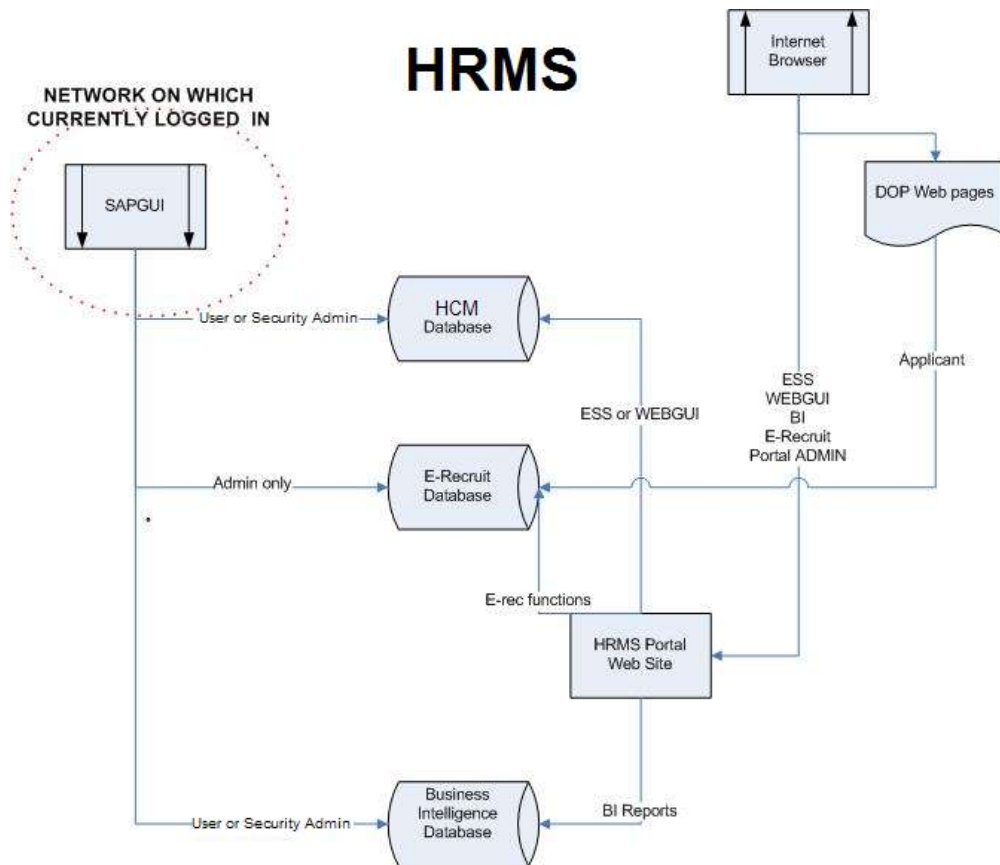 HRMS
Internet
Browser
NETWORK ON WHICH
CURRENTLY LOGGED IN
SAPGUI
DOP Web pages
HCM
Database
User or Security Admin
Applicant
ESS
WEBGUI
BI
E-Recruit
Portal ADMIN
ESS or WEBGUI
E-Recruit
Database
Admin only
E-rec functions
HRMS Portal
Web Site
Business
Intelligence
Database
User or Security Admin
BI Reports